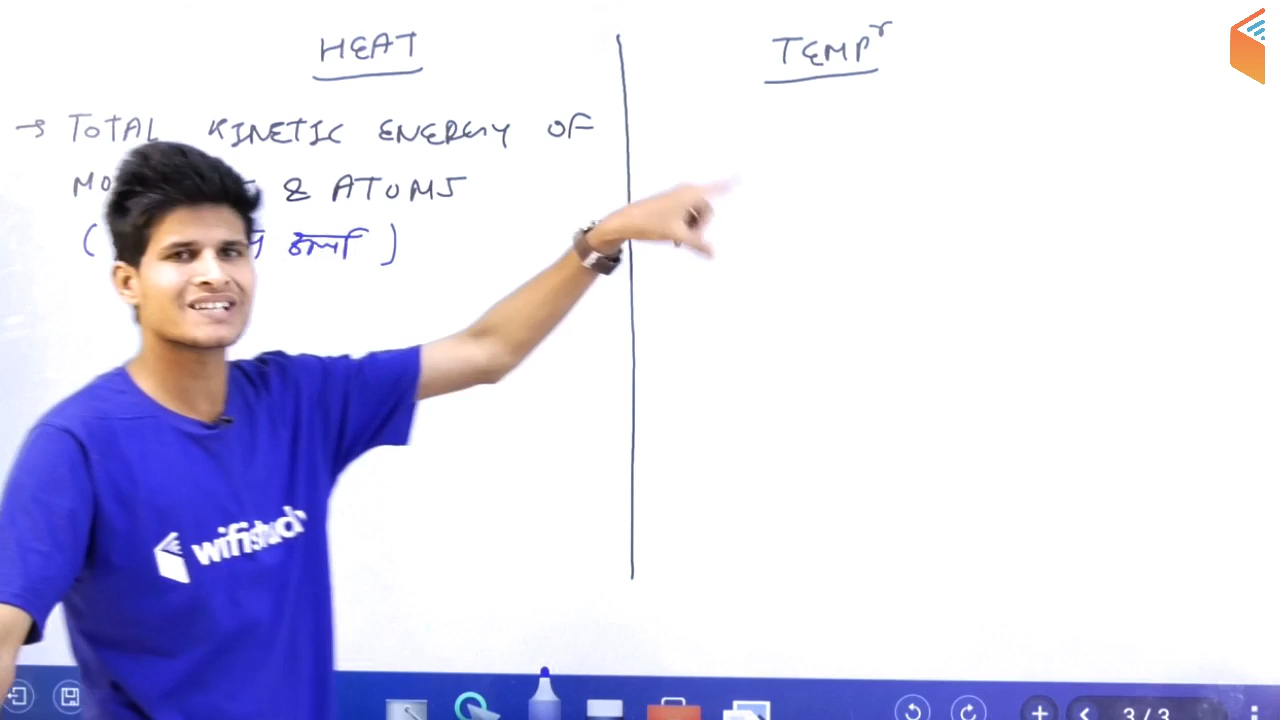 HEAT
TEMPʳ
→ TOTAL KINETIC ENERGY OF
& ATOMS
( ऊर्जा )
wifistudy
3/3